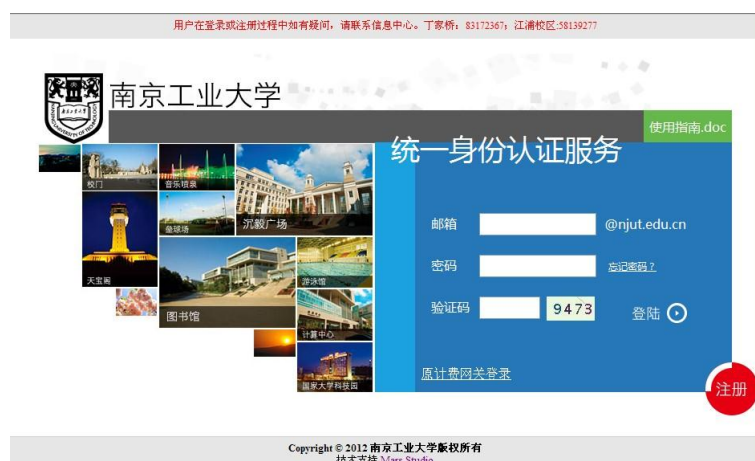 用户在登录或注册过程中如有疑问，请联系信息中心。丁家桥：83172367；江浦校区:58139277
南京工业大学
使用指南.doc
统一身份认证服务
校门
音乐喷泉
垒球场
沉毅广场
天宝阁
图书馆
游泳馆
计算中心
国家大学科技园
邮箱 @njut.edu.cn
密码 忘记密码？
验证码 9473 登陆
原计费网关登录
注册
Copyright © 2012 南京工业大学版权所有
技术支持 Mars Studio